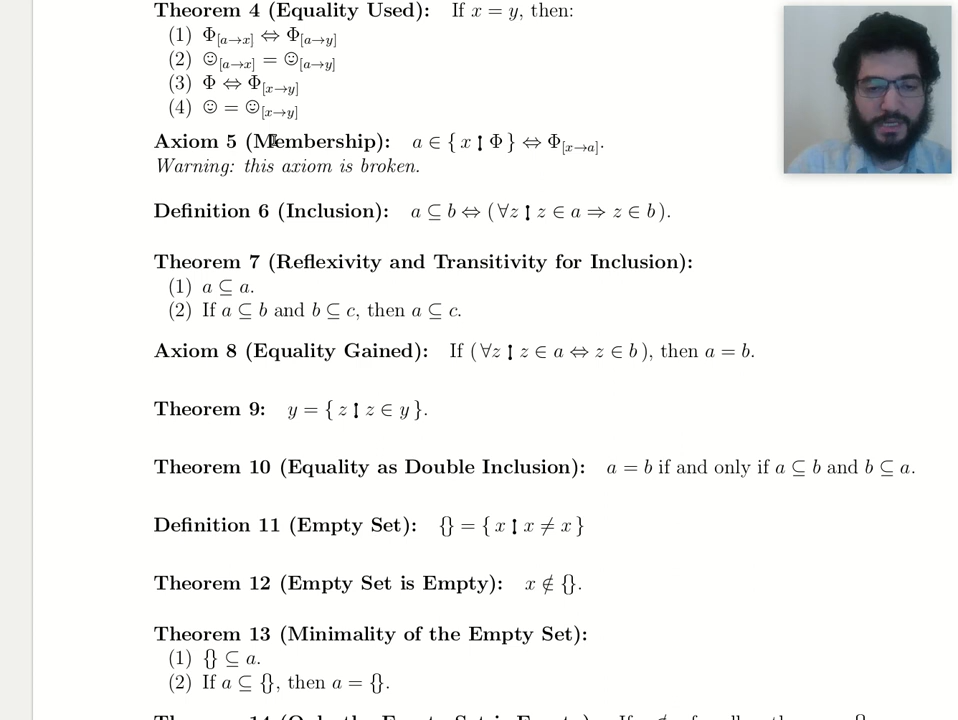 Theorem 4 (Equality Used): If x = y, then:
(1) Φ[a→x] ⇔ Φ[a→y]
(2) ☺[a→x] = ☺[a→y]
(3) Φ ⇔ Φ[x→y]
(4) ☺ = ☺[x→y]
Axiom 5 (Membership): a ∈ { x ⫯ Φ } ⇔ Φ[x→a].
Warning: this axiom is broken.
Definition 6 (Inclusion): a ⊆ b ⇔ ( ∀z ⫯ z ∈ a ⇒ z ∈ b ).
Theorem 7 (Reflexivity and Transitivity for Inclusion):
(1) a ⊆ a.
(2) If a ⊆ b and b ⊆ c, then a ⊆ c.
Axiom 8 (Equality Gained): If ( ∀z ⫯ z ∈ a ⇔ z ∈ b ), then a = b.
Theorem 9: y = { z ⫯ z ∈ y }.
Theorem 10 (Equality as Double Inclusion): a = b if and only if a ⊆ b and b ⊆ a.
Definition 11 (Empty Set): {} = { x ⫯ x ≠ x }
Theorem 12 (Empty Set is Empty): x ∉ {}.
Theorem 13 (Minimality of the Empty Set):
(1) {} ⊆ a.
(2) If a ⊆ {}, then a = {}.